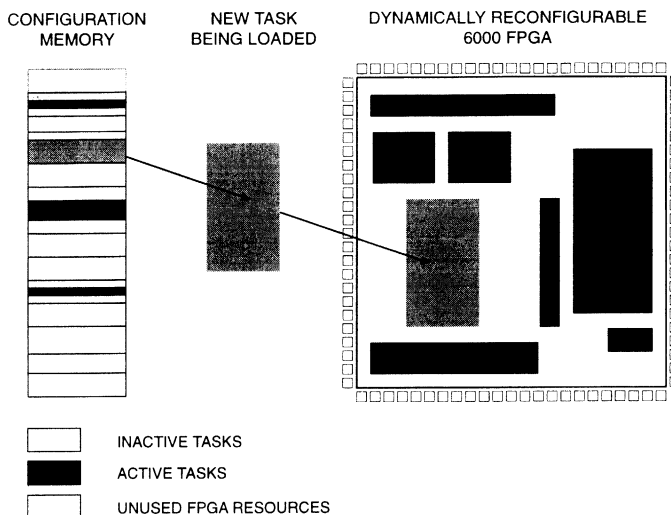 CONFIGURATION
MEMORY
NEW TASK
BEING LOADED
DYNAMICALLY RECONFIGURABLE
6000 FPGA
INACTIVE TASKS
ACTIVE TASKS
UNUSED FPGA RESOURCES